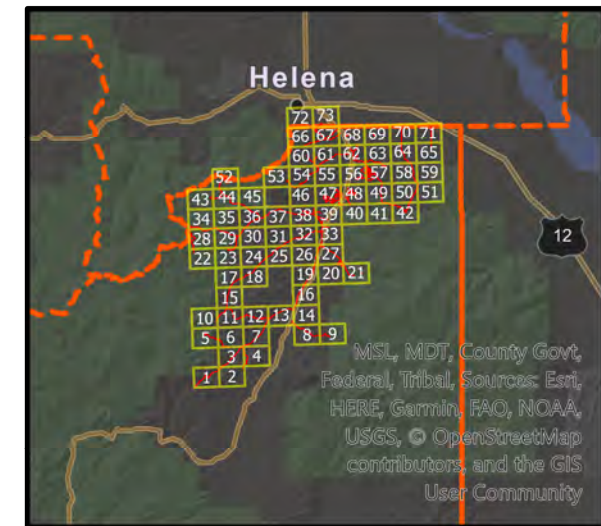 Helena
72 73
66 67 68 69 70 71
60 61 62 63 64 65
52 53 54 55 56 57 58 59
43 44 45 46 47 48 49 50 51
34 35 36 37 38 39 40 41 42
28 29 30 31 32 33
12
22 23 24 25 26 27
17 18 19 20 21
15 16
10 11 12 13 14
5 6 7 8 9
3 4
1 2
MSL, MDT, County Govt,
Federal, Tribal, Sources: Esri,
HERE, Garmin, FAO, NOAA,
USGS, © OpenStreetMap
contributors, and the GIS
User Community